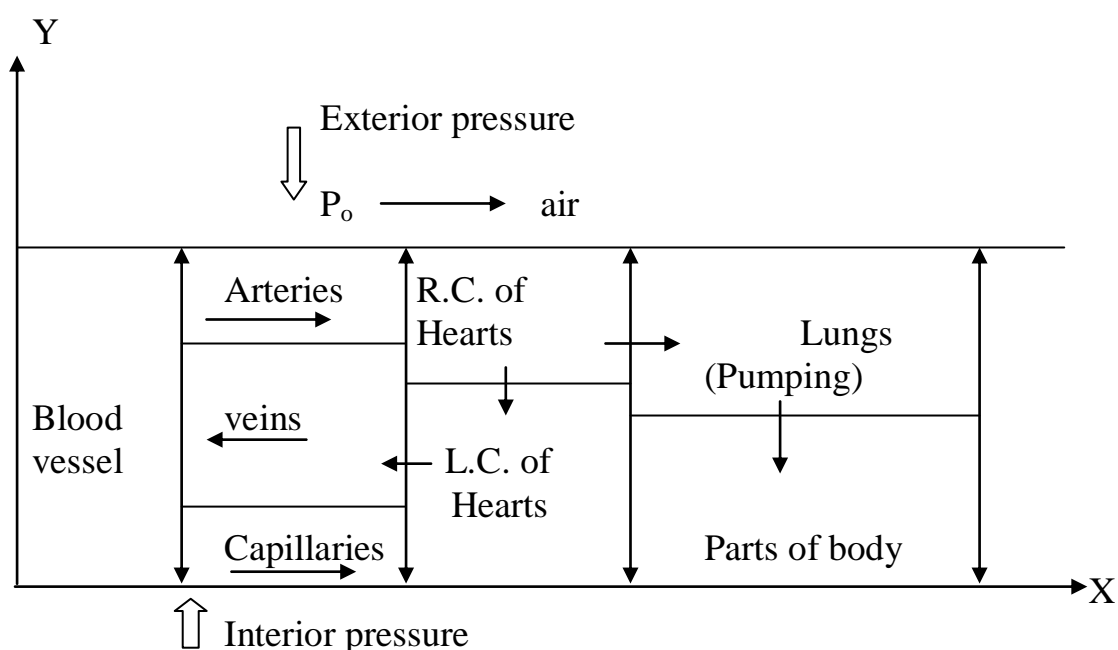 Y
Exterior pressure
Pₒ air
Arteries
R.C. of
Hearts
Lungs
(Pumping)
Blood
vessel
veins
L.C. of
Hearts
Capillaries
Parts of body
X
Interior pressure